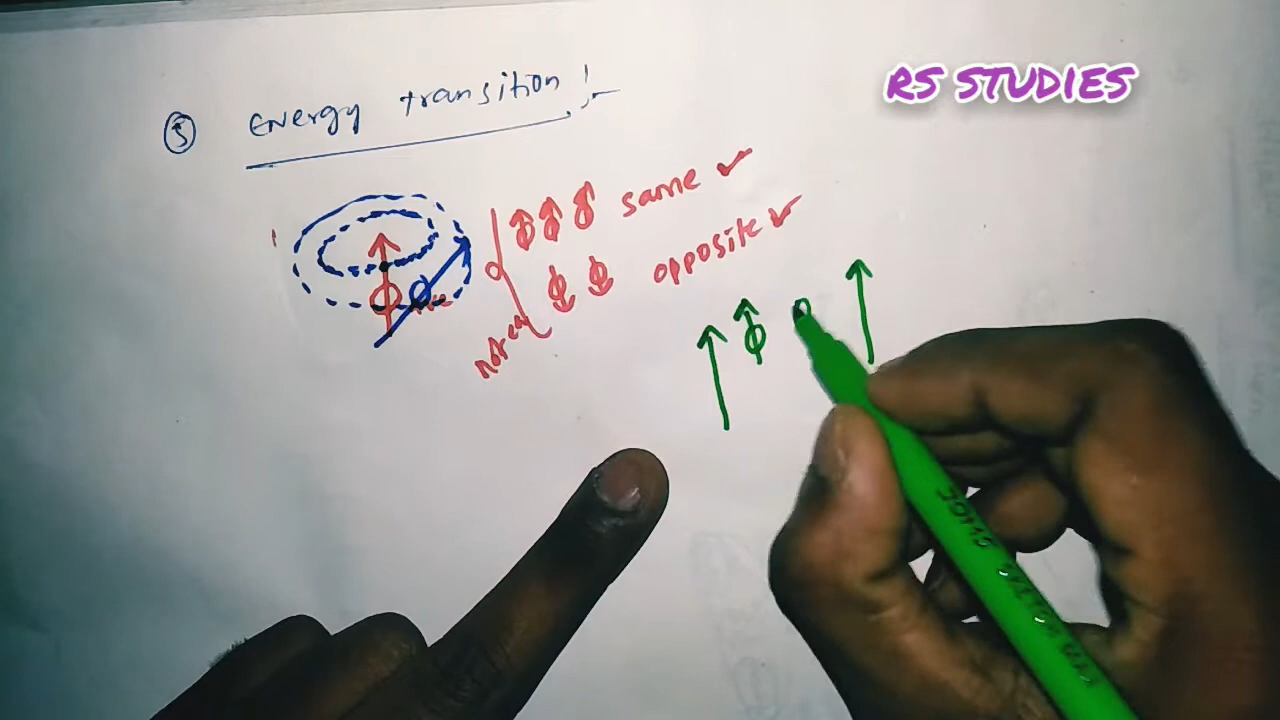 RS STUDIES
⑤ Energy transition :-
same ✓
opposite ✓